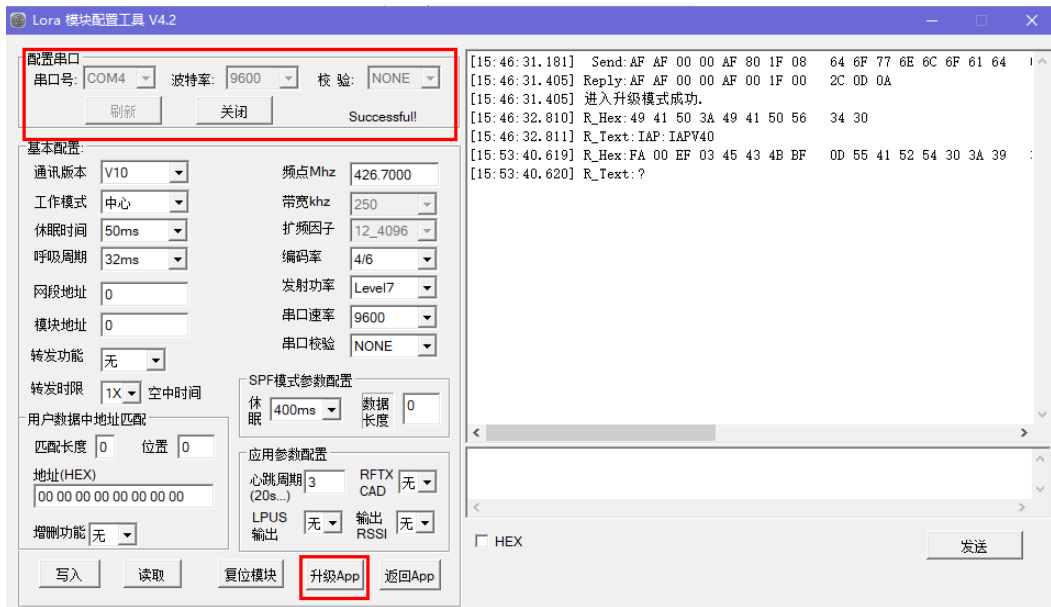 Lora 模块配置工具 V4.2
配置串口
串口号: COM4 波特率: 9600 校 验: NONE
刷新 关闭 Successful!
基本配置:
通讯版本 V10 频点Mhz 426.7000
工作模式 中心 带宽khz 250
休眠时间 50ms 扩频因子 12_4096
呼吸周期 32ms 编码率 4/6
网段地址 0 发射功率 Level7
模块地址 0 串口速率 9600
转发功能 无 串口校验 NONE
转发时限 1X 空中时间
SPF模式参数配置
休眠 400ms 数据长度 0
用户数据中地址匹配
匹配长度 0 位置 0
地址(HEX)
00 00 00 00 00 00 00 00
增删功能 无
应用参数配置
心跳周期(20s...) 3 RFTX CAD 无
LPUS 输出 无 输出 RSSI 无
写入 读取 复位模块 升级App 返回App
[15:46:31.181] Send:AF AF 00 00 AF 80 1F 08 64 6F 77 6E 6C 6F 61 64
[15:46:31.405] Reply:AF AF 00 00 AF 00 1F 00 2C 0D 0A
[15:46:31.405] 进入升级模式成功.
[15:46:32.810] R_Hex:49 41 50 3A 49 41 50 56 34 30
[15:46:32.811] R_Text:IAP:IAPV40
[15:53:40.619] R_Hex:FA 00 EF 03 45 43 4B BF 0D 55 41 52 54 30 3A 39
[15:53:40.620] R_Text:?
HEX 发送